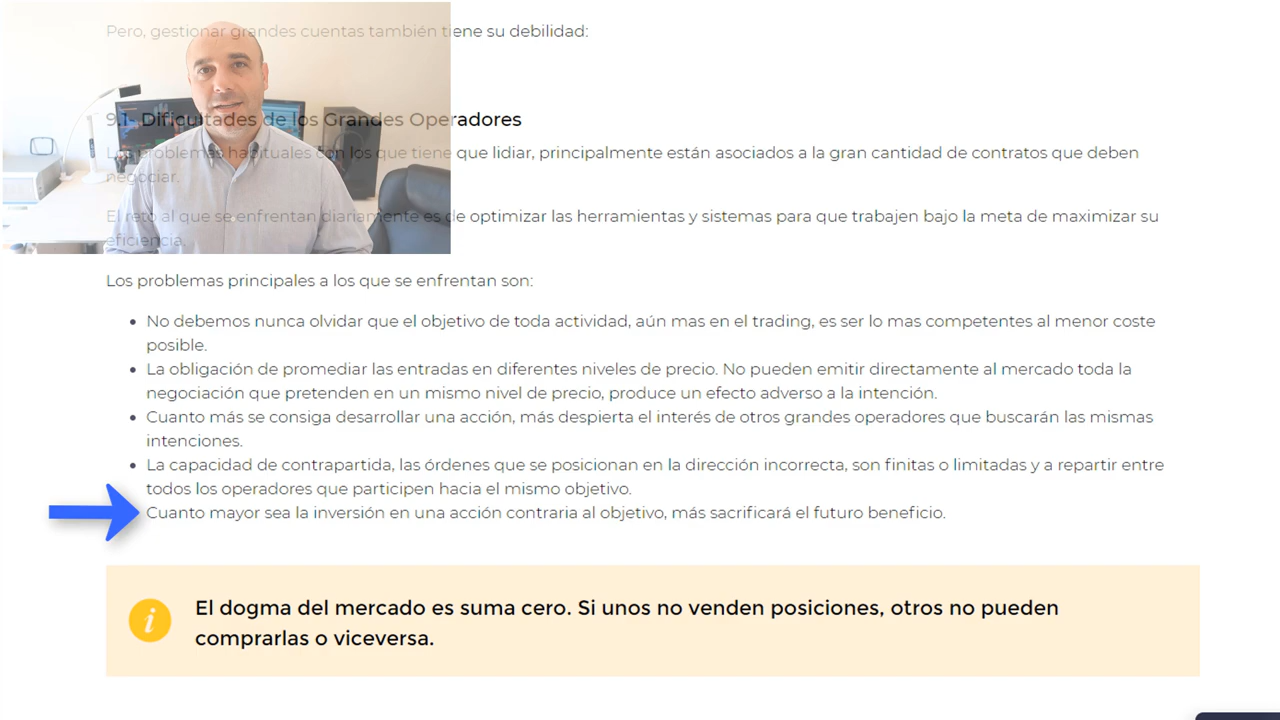 Pero, gestionar grandes cuentas también tiene su debilidad:
9.1- Dificultades de los Grandes Operadores
Los problemas habituales con los que tiene que lidiar, principalmente están asociados a la gran cantidad de contratos que deben
negociar.
El reto al que se enfrentan diariamente es de optimizar las herramientas y sistemas para que trabajen bajo la meta de maximizar su
eficiencia.
Los problemas principales a los que se enfrentan son:
No debemos nunca olvidar que el objetivo de toda actividad, aún mas en el trading, es ser lo mas competentes al menor coste
posible.
La obligación de promediar las entradas en diferentes niveles de precio. No pueden emitir directamente al mercado toda la
negociación que pretenden en un mismo nivel de precio, produce un efecto adverso a la intención.
Cuanto más se consiga desarrollar una acción, más despierta el interés de otros grandes operadores que buscarán las mismas
intenciones.
La capacidad de contrapartida, las órdenes que se posicionan en la dirección incorrecta, son finitas o limitadas y a repartir entre
todos los operadores que participen hacia el mismo objetivo.
Cuanto mayor sea la inversión en una acción contraria al objetivo, más sacrificará el futuro beneficio.
El dogma del mercado es suma cero. Si unos no venden posiciones, otros no pueden
comprarlas o viceversa.